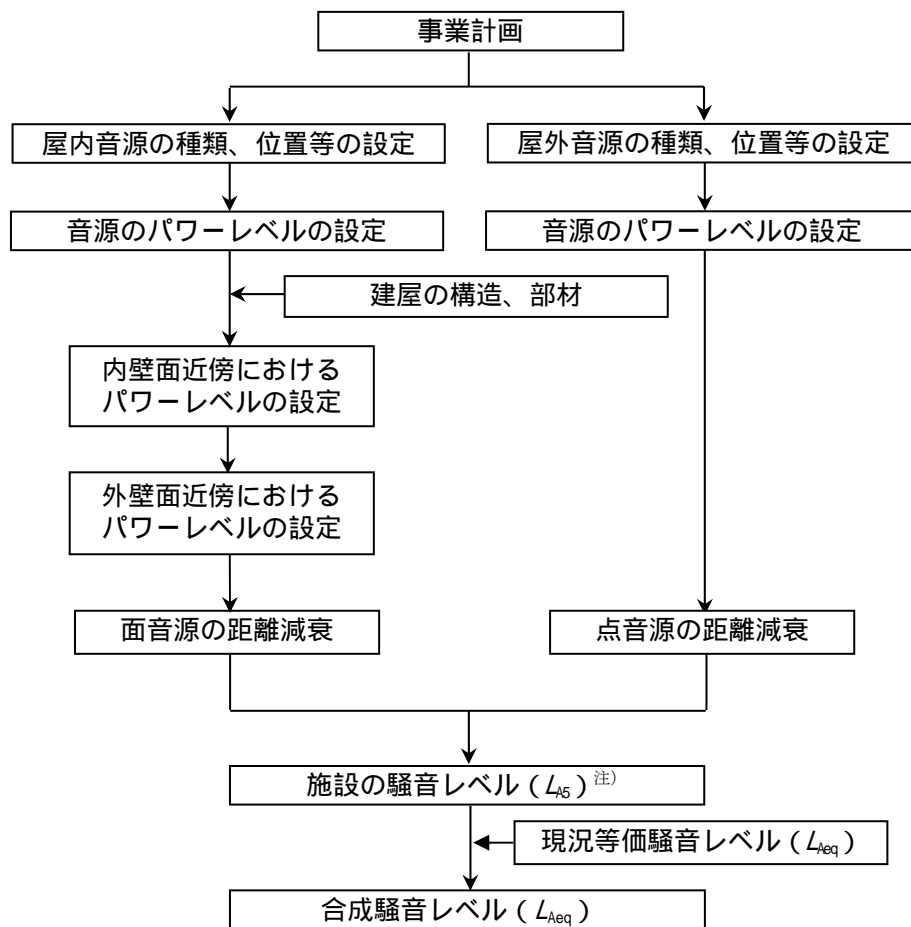 事業計画
屋内音源の種類、位置等の設定
屋外音源の種類、位置等の設定
音源のパワーレベルの設定
音源のパワーレベルの設定
建屋の構造、部材
内壁面近傍における
パワーレベルの設定
外壁面近傍における
パワーレベルの設定
面音源の距離減衰
点音源の距離減衰
施設の騒音レベル（LA5）注）
現況等価騒音レベル（LAeq）
合成騒音レベル（LAeq）